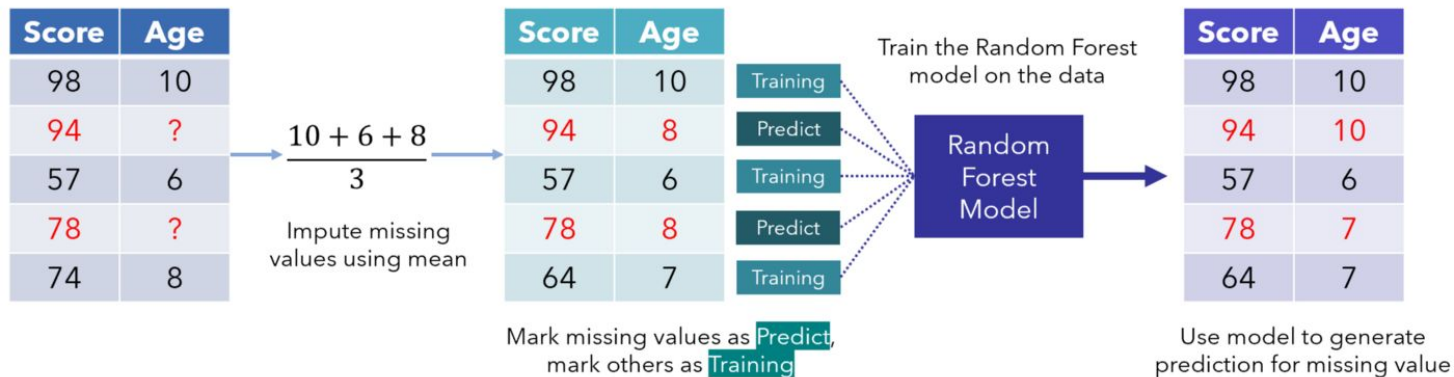 Score Age
98 10
94 ?
57 6
78 ?
74 8
10 + 6 + 8
3
Impute missing
values using mean
Score Age
98 10
94 8
57 6
78 8
64 7
Training
Predict
Training
Predict
Training
Mark missing values as Predict,
mark others as Training
Train the Random Forest
model on the data
Random
Forest
Model
Score Age
98 10
94 10
57 6
78 7
64 7
Use model to generate
prediction for missing value